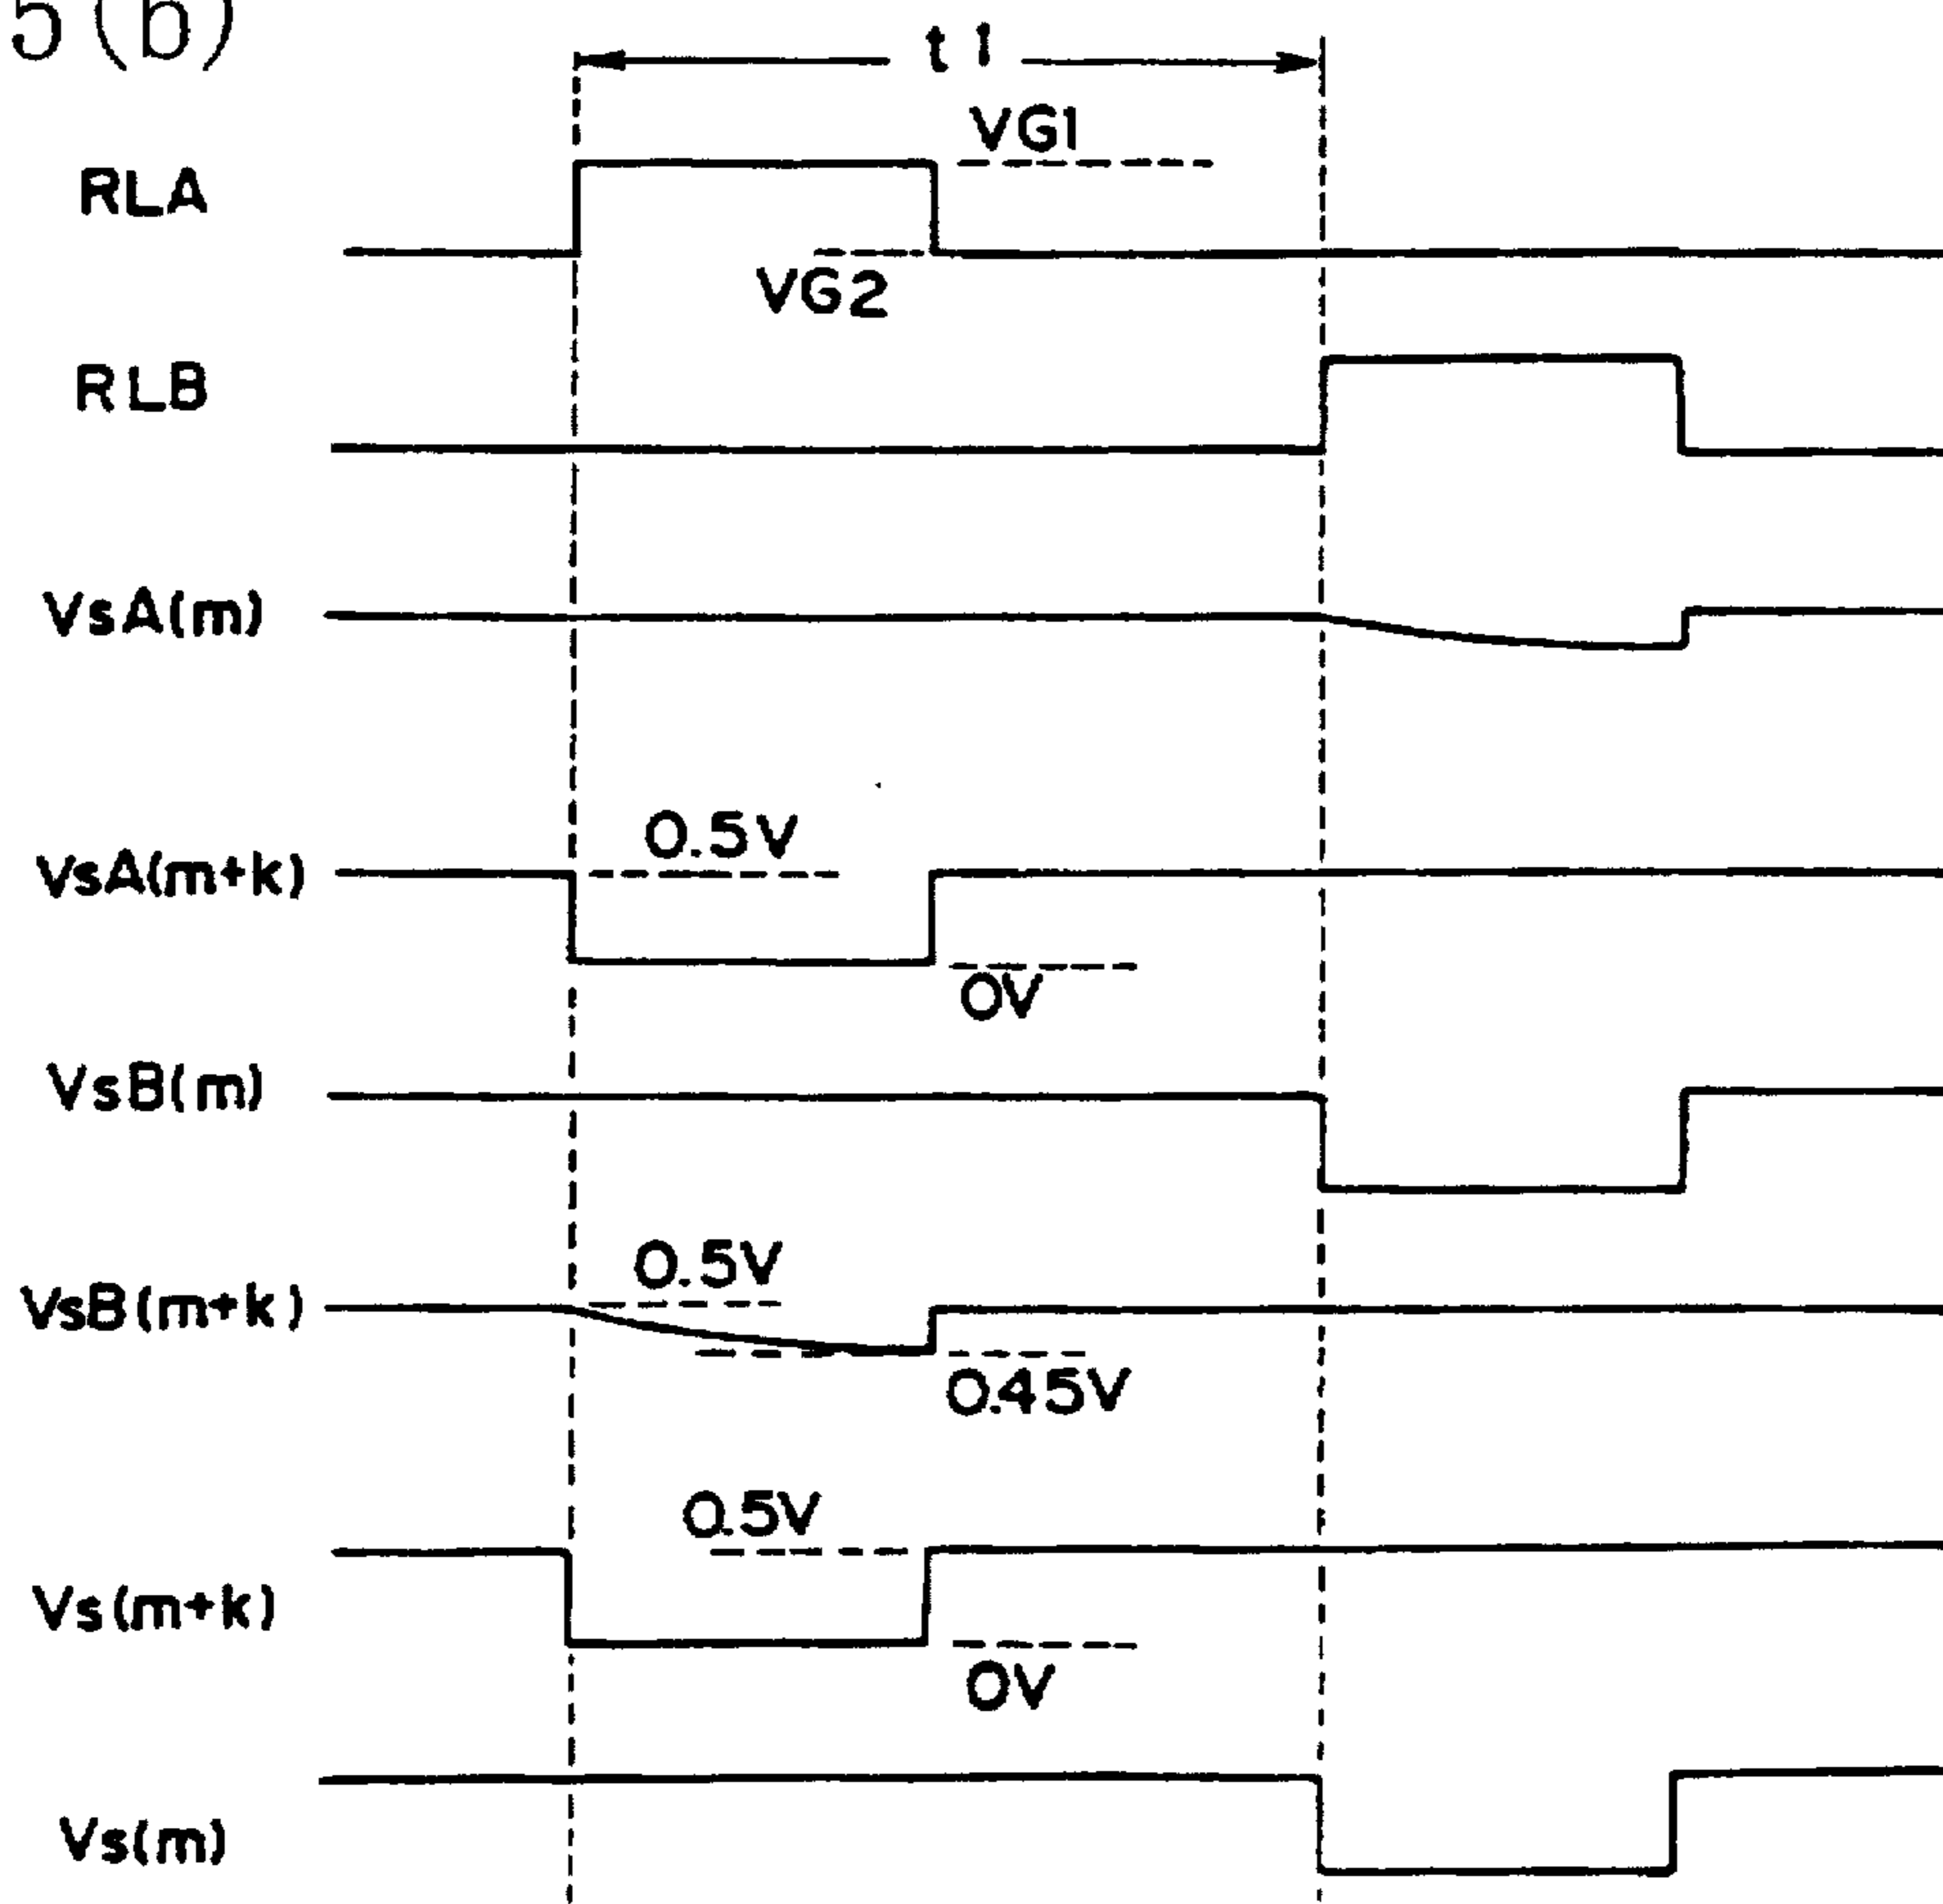 5(b)
t1
VG1
RLA
VG2
RLB
VsA(m)
0.5V
VsA(m+k)
0V
VsB(m)
0.5V
VsB(m+k)
0.45V
0.5V
Vs(m+k)
0V
Vs(m)